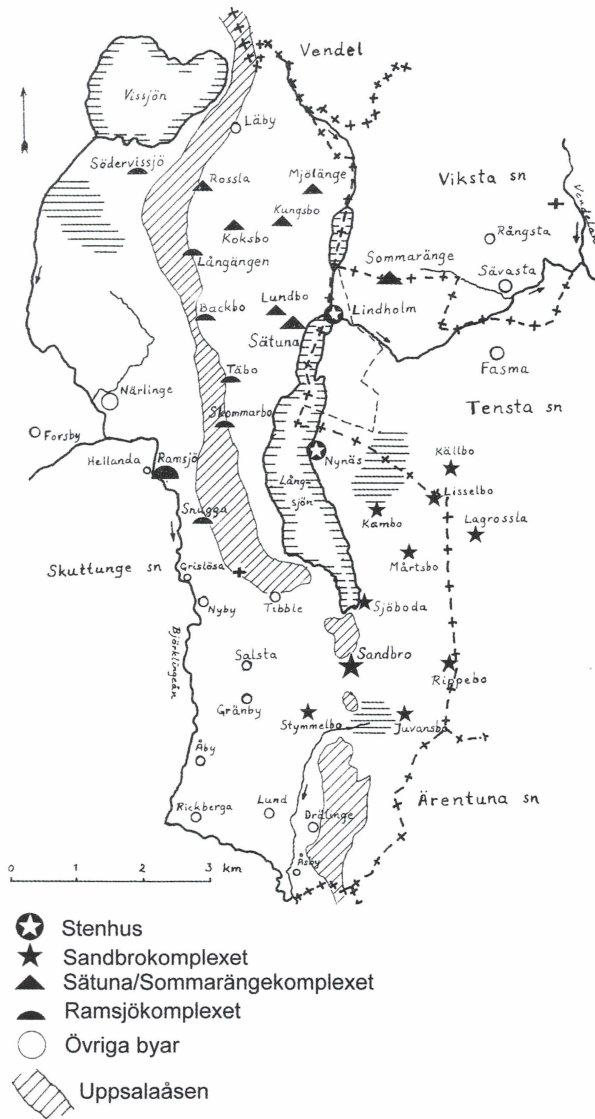 Vendel
Vissjön
Läby
Södervissjö
Rossla
Mjölänge
Viksta sn
Vendelån
Kungsbo
Koksbo
Rångsta
Långängen
Sommaränge
Sävasta
Backbo
Lundbo
Lindholm
Sätuna
Fasma
Täbo
Närlinge
Skommarbo
Tensta sn
Forsby
Hellanda
Ramsjö
Nynäs
Källbo
Lång-
sjön
Lisselbo
Snugga
Kambo
Lagrossla
Mårtsbo
Skuttunge sn
Grislösa
Nyby
Tibble
Sjöboda
Björklingeån
Salsta
Sandbro
Rippebo
Gränby
Stymmelbo
Juvansbo
Åby
Ärentuna sn
Rickberga
Lund
Drälinge
Åsby
0 1 2 3 km
Stenhus
Sandbrokomplexet
Sätuna/Sommarängekomplexet
Ramsjökomplexet
Övriga byar
Uppsalaåsen